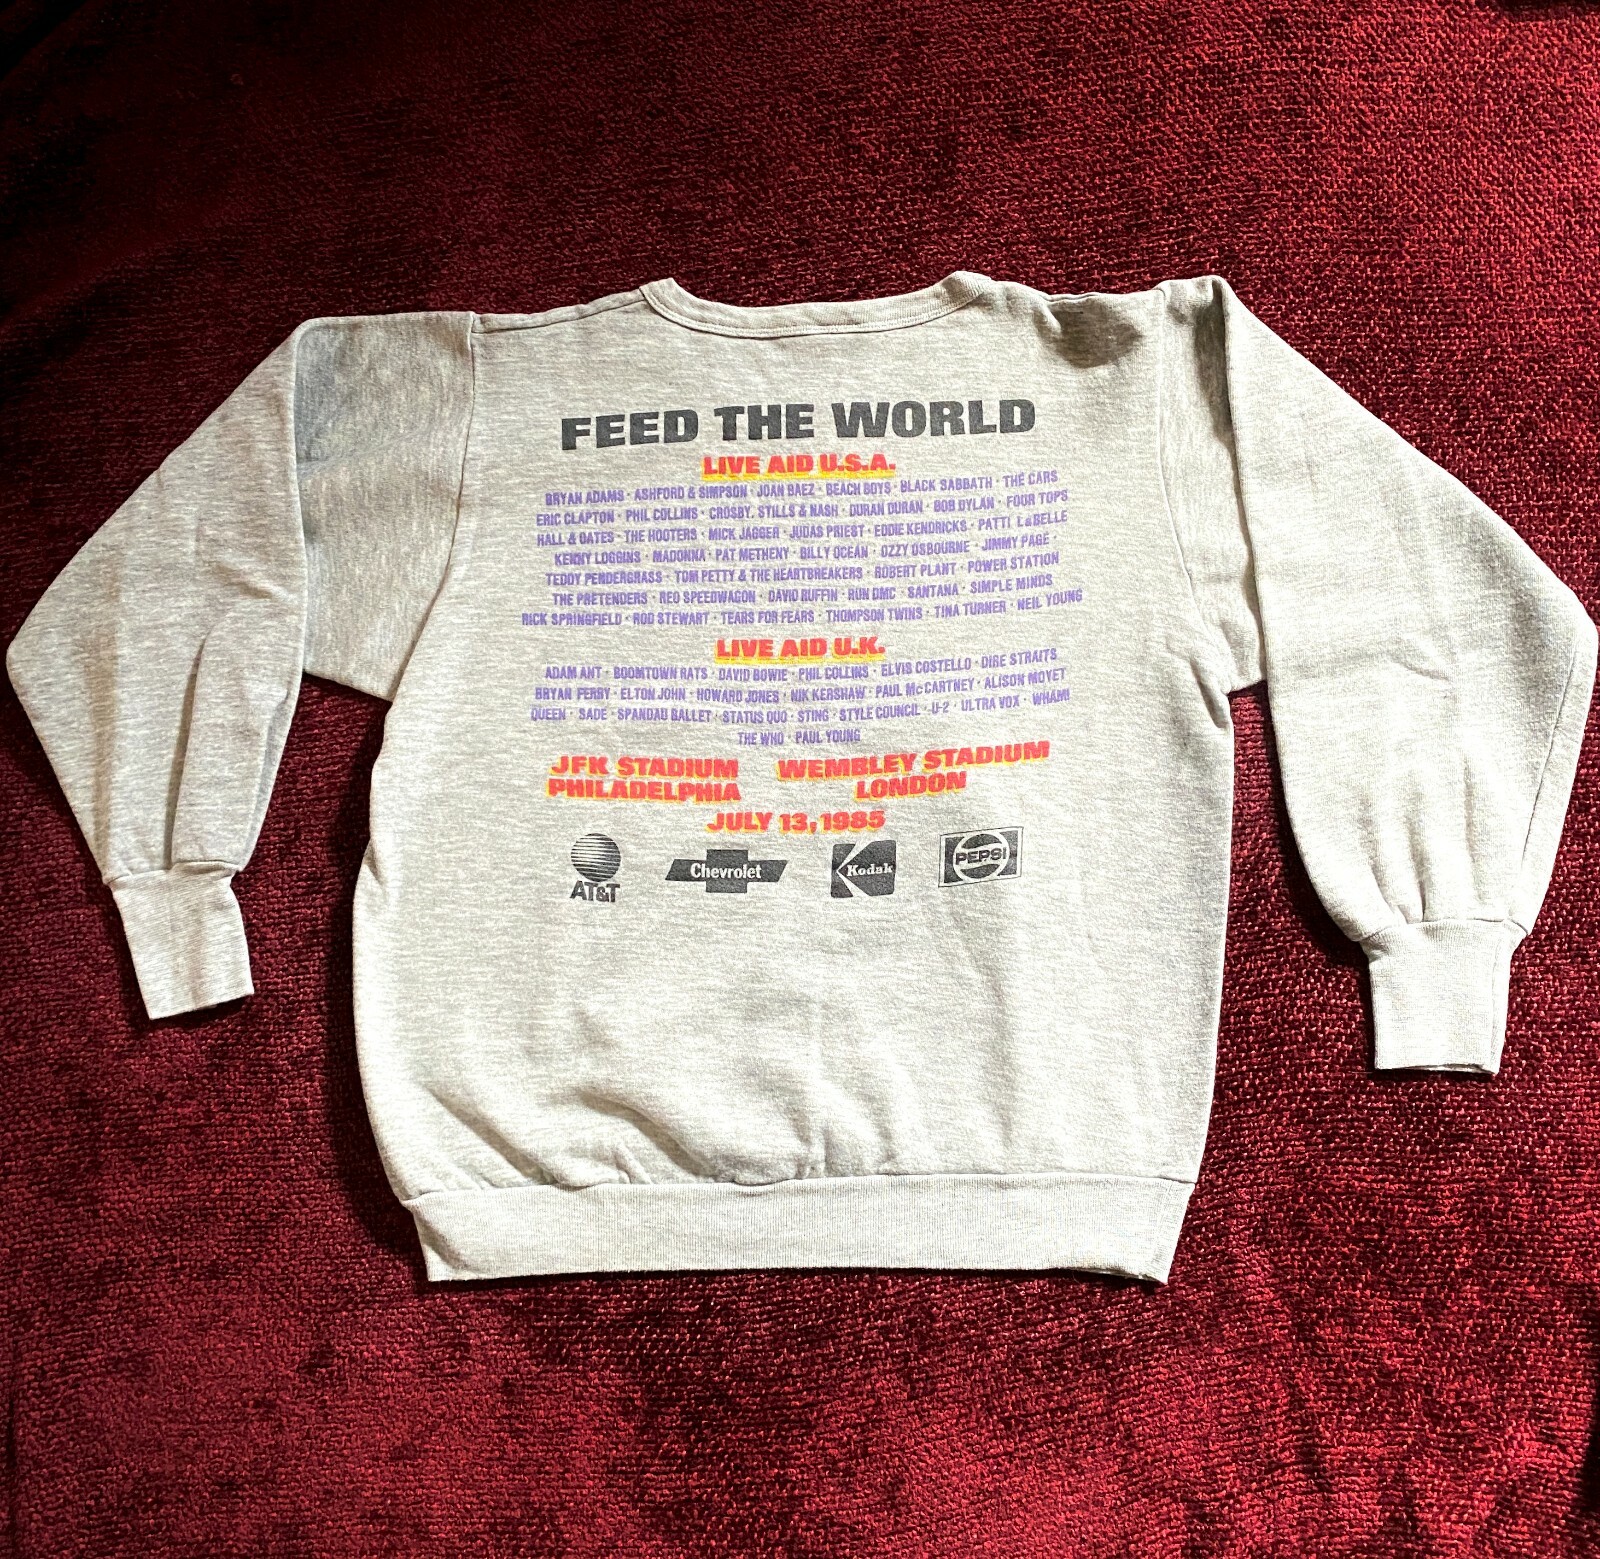 FEED THE WORLD
LIVE AID U.S.A.
BRYAN ADAMS · ASHFORD & SIMPSON · JOAN BAEZ · BEACH BOYS · BLACK SABBATH · THE CARS
ERIC CLAPTON · PHIL COLLINS · CROSBY, STILLS & NASH · DURAN DURAN · BOB DYLAN · FOUR TOPS
HALL & OATES · THE HOOTERS · MICK JAGGER · JUDAS PRIEST · EDDIE KENDRICKS · PATTI LaBELLE
KENNY LOGGINS · MADONNA · PAT METHENY · BILLY OCEAN · OZZY OSBOURNE · JIMMY PAGE ·
TEDDY PENDERGRASS · TOM PETTY & THE HEARTBREAKERS · ROBERT PLANT · POWER STATION
THE PRETENDERS · REO SPEEDWAGON · DAVID RUFFIN · RUN DMC · SANTANA · SIMPLE MINDS
RICK SPRINGFIELD · ROD STEWART · TEARS FOR FEARS · THOMPSON TWINS · TINA TURNER · NEIL YOUNG
LIVE AID U.K.
ADAM ANT · BOOMTOWN RATS · DAVID BOWIE · PHIL COLLINS · ELVIS COSTELLO · DIRE STRAITS
BRYAN FERRY · ELTON JOHN · HOWARD JONES · NIK KERSHAW · PAUL McCARTNEY · ALISON MOYET
QUEEN · SADE · SPANDAU BALLET · STATUS QUO · STING · STYLE COUNCIL · U-2 · ULTRA VOX · WHAM!
THE WHO · PAUL YOUNG
JFK STADIUM WEMBLEY STADIUM
PHILADELPHIA LONDON
JULY 13, 1985
AT&T Chevrolet Kodak PEPSI